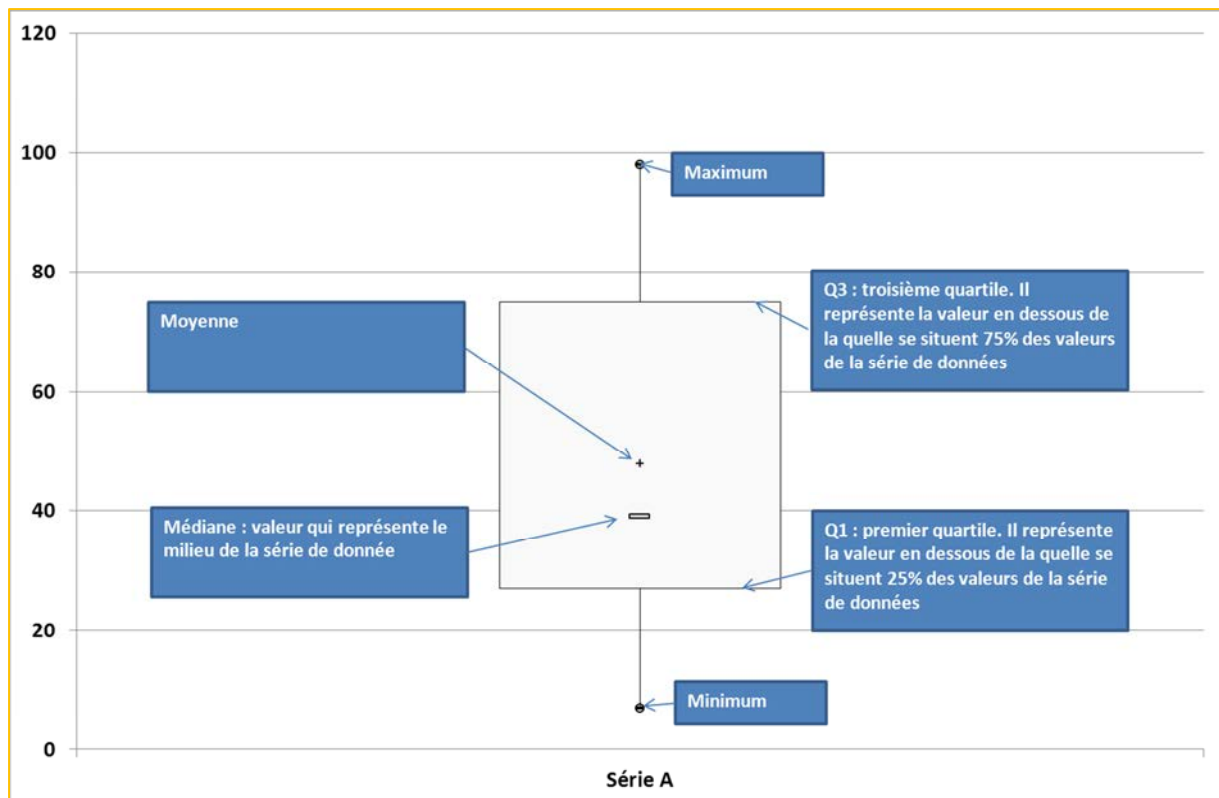 120
100
Maximum
80
Q3 : troisième quartile. Il
représente la valeur en dessous de
la quelle se situent 75% des valeurs
de la série de données
Moyenne
60
40
Médiane : valeur qui représente le
milieu de la série de donnée
Q1 : premier quartile. Il représente
la valeur en dessous de la quelle se
situent 25% des valeurs de la série
de données
20
Minimum
0
Série A